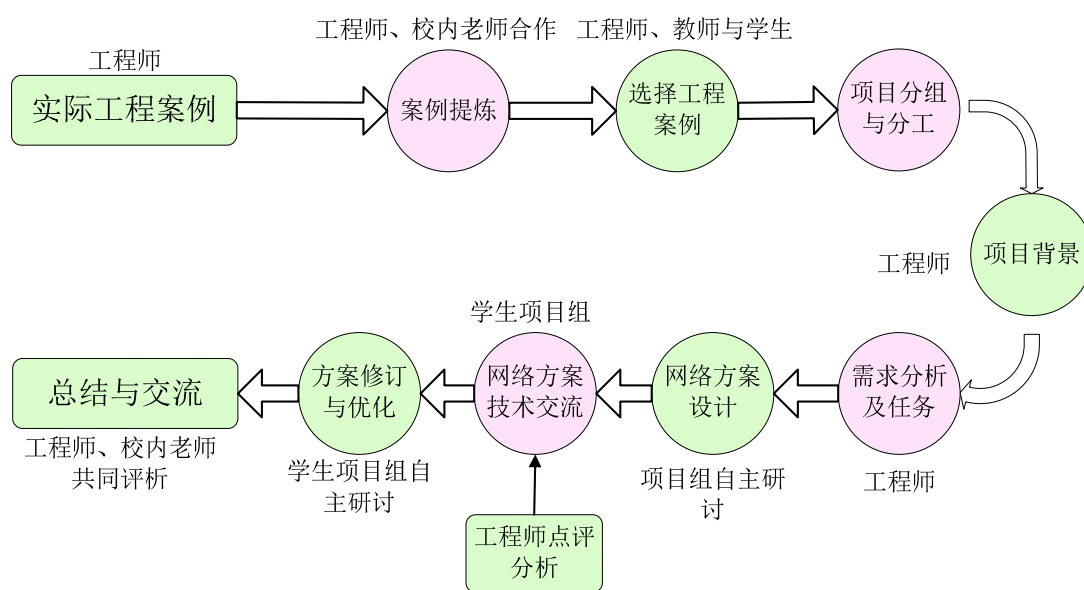 工程师、校内老师合作
工程师、教师与学生
工程师
实际工程案例
案例提炼
选择工程
案例
项目分组
与分工
项目背景
工程师
需求分析
及任务
工程师
网络方案
设计
项目组自主研
讨
学生项目组
网络方案
技术交流
工程师点评
分析
方案修订
与优化
学生项目组自
主研讨
总结与交流
工程师、校内老师
共同评析